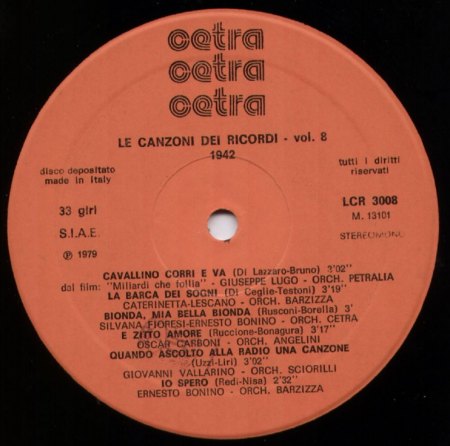 cetra
cetra
cetra
LE CANZONI DEI RICORDI - vol. 8
1942
disco depositato
made in Italy
tutti i diritti
riservati
33 giri
LCR 3008
M. 13101
S.I.A.E.
STEREOMONO
℗ 1979
CAVALLINO CORRI E VA (Di Lazzaro-Bruno) 3'02"
dal film: "Miliardi che follia" - GIUSEPPE LUGO - ORCH. PETRALIA
LA BARCA DEI SOGNI (Di Ceglie-Testoni) 3'19"
CATERINETTA-LESCANO - ORCH. BARZIZZA
BIONDA, MIA BELLA BIONDA (Rusconi-Borella) 3'
SILVANA FIORESI-ERNESTO BONINO - ORCH. CETRA
E ZITTO AMORE (Ruccione-Bonagura) 3'17"
OSCAR CARBONI - ORCH. ANGELINI
QUANDO ASCOLTO ALLA RADIO UNA CANZONE
(Uzzi-Liri) 3'02"
GIOVANNI VALLARINO - ORCH. SCIORILLI
IO SPERO (Redi-Nisa) 2'32"
ERNESTO BONINO - ORCH. BARZIZZA